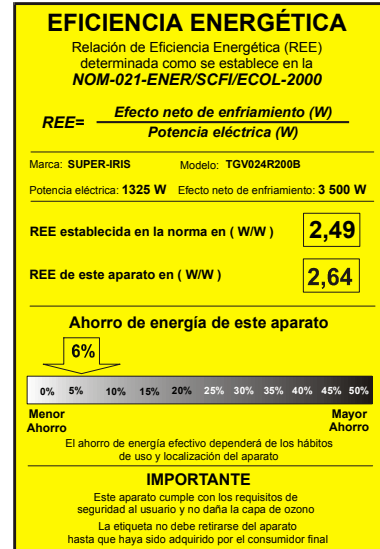 EFICIENCIA ENERGÉTICA
Relación de Eficiencia Energética (REE)
determinada como se establece en la
NOM-021-ENER/SCFI/ECOL-2000
REE= Efecto neto de enfriamiento (W)
Potencia eléctrica (W)
Marca: SUPER-IRIS Modelo: TGV024R200B
Potencia eléctrica: 1325 W Efecto neto de enfriamiento: 3 500 W
REE establecida en la norma en ( W/W ) 2,49
REE de este aparato en ( W/W ) 2,64
Ahorro de energía de este aparato
6%
0% 5% 10% 15% 20% 25% 30% 35% 40% 45% 50%
Menor Mayor
Ahorro Ahorro
El ahorro de energía efectivo dependerá de los hábitos
de uso y localización del aparato
IMPORTANTE
Este aparato cumple con los requisitos de
seguridad al usuario y no daña la capa de ozono
La etiqueta no debe retirarse del aparato
hasta que haya sido adquirido por el consumidor final